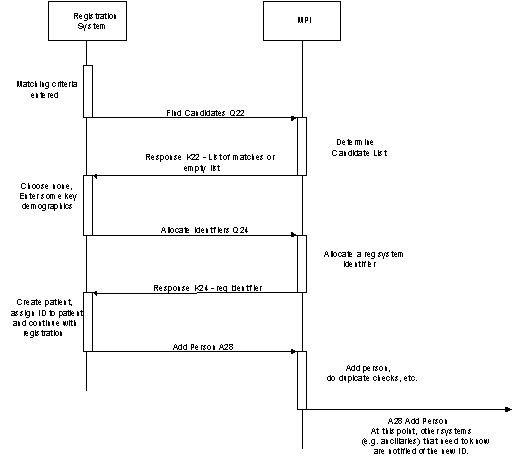 Registration
System
MPI
Matching criteria
entered
Find Candidates Q22
Determine
Candidate List
Response K22 - List of matches or
empty list
Choose none,
Enter some key
demographics
Allocate Identifiers Q24
Allocate a reg system
Identifier
Response K24 - reg Identifier
Create patient,
assign ID to patient
and continue with
registration
Add Person A28
Add person,
do duplicate checks, etc.
A28 Add Person
At this point, other systems
(e.g. ancillaries) that need to know
are notified of the new ID.